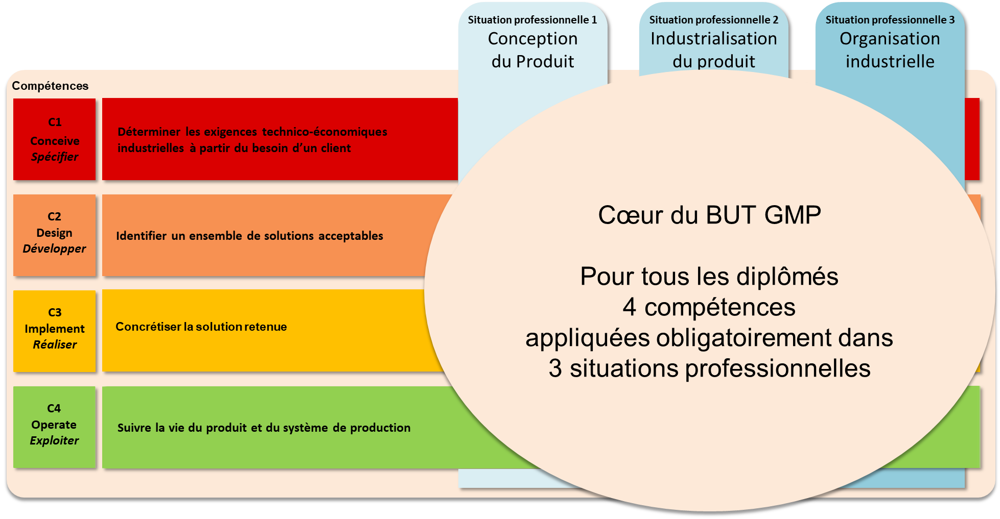 Situation professionnelle 1
Conception
du Produit
Situation professionnelle 2
Industrialisation
du produit
Situation professionnelle 3
Organisation
industrielle
Compétences
C1
Conceive
Spécifier
Déterminer les exigences technico-économiques
industrielles à partir du besoin d’un client
C2
Design
Développer
Identifier un ensemble de solutions acceptables
C3
Implement
Réaliser
Concrétiser la solution retenue
C4
Operate
Exploiter
Suivre la vie du produit et du système de production
Cœur du BUT GMP
Pour tous les diplômés
4 compétences
appliquées obligatoirement dans
3 situations professionnelles